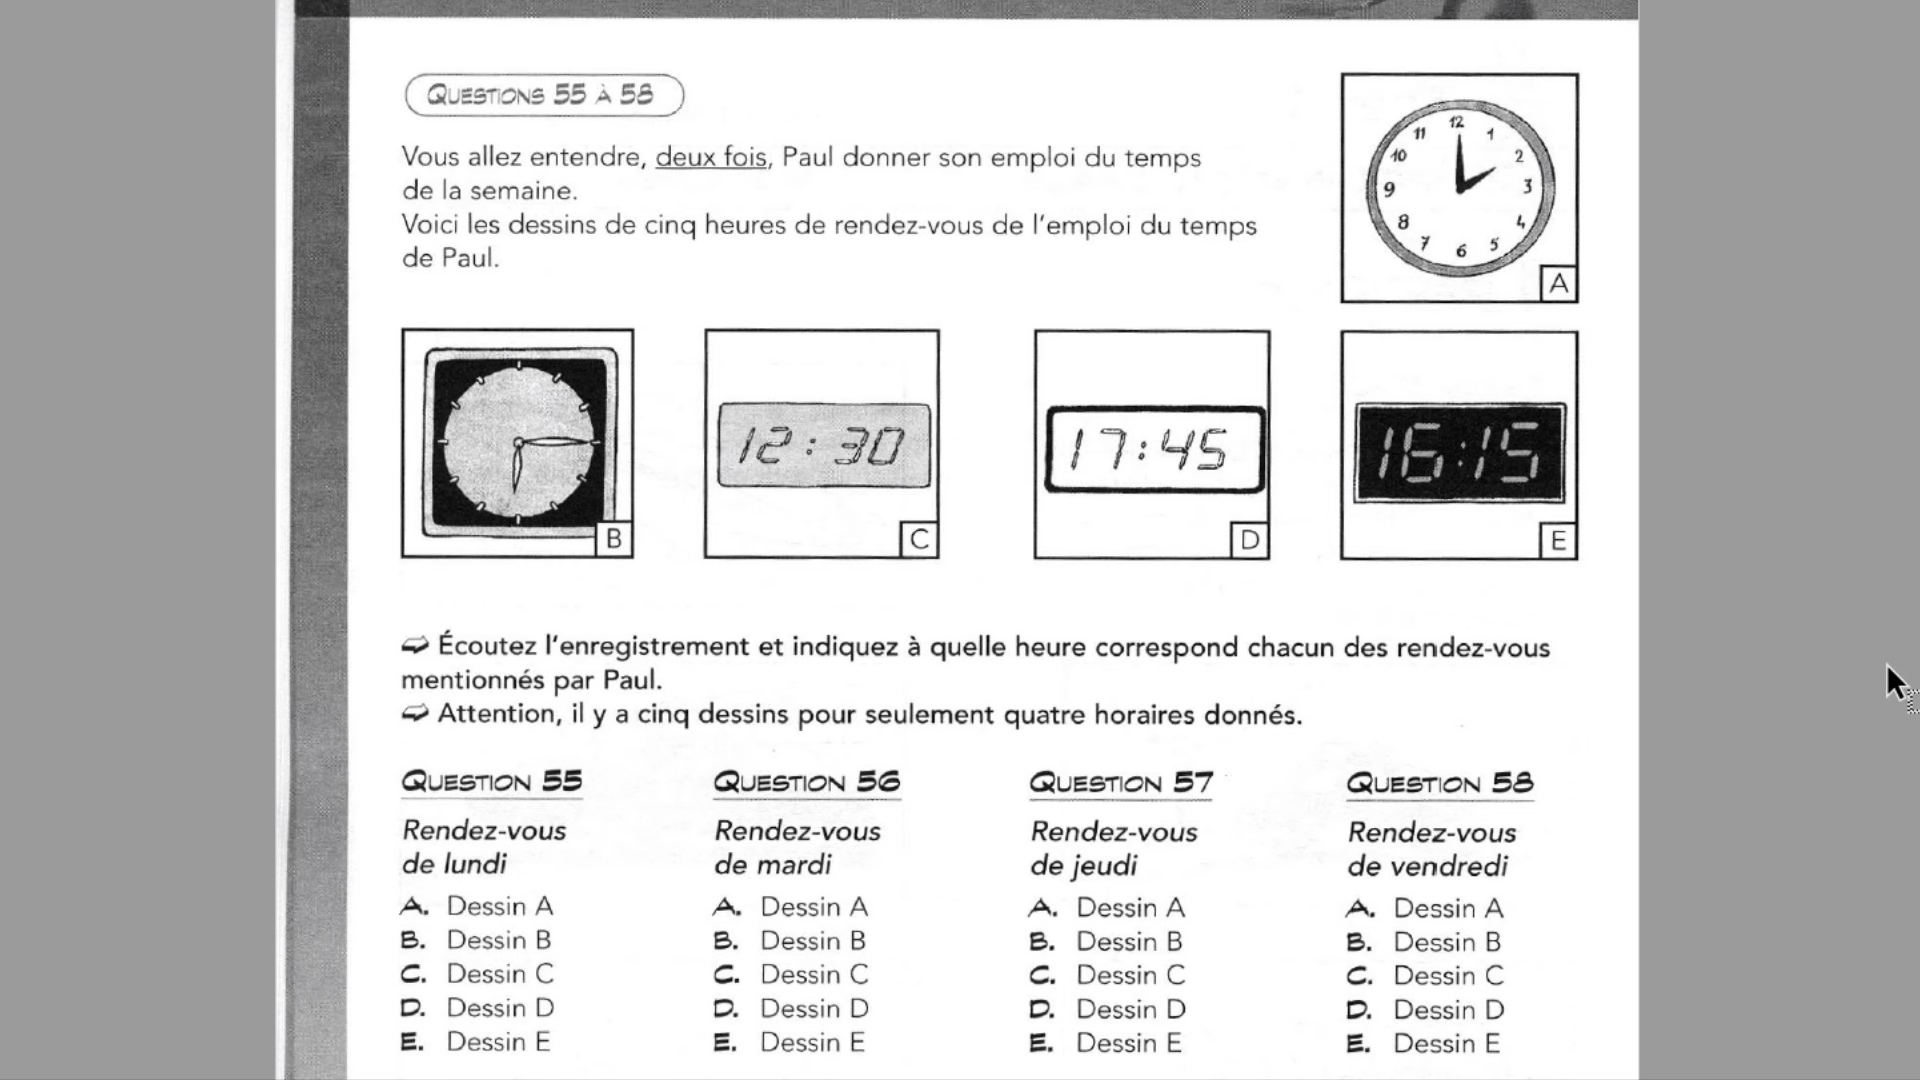 QUESTIONS 55 À 58
Vous allez entendre, deux fois, Paul donner son emploi du temps
de la semaine.
Voici les dessins de cinq heures de rendez-vous de l'emploi du temps
de Paul.
12
11 1
10 2
9 3
8 4
7 5
6
A
12:30
17:45
16:15
B
C
D
E
➯ Écoutez l'enregistrement et indiquez à quelle heure correspond chacun des rendez-vous
mentionnés par Paul.
➯ Attention, il y a cinq dessins pour seulement quatre horaires donnés.
QUESTION 55
Rendez-vous
de lundi
A. Dessin A
B. Dessin B
C. Dessin C
D. Dessin D
E. Dessin E
QUESTION 56
Rendez-vous
de mardi
A. Dessin A
B. Dessin B
C. Dessin C
D. Dessin D
E. Dessin E
QUESTION 57
Rendez-vous
de jeudi
A. Dessin A
B. Dessin B
C. Dessin C
D. Dessin D
E. Dessin E
QUESTION 58
Rendez-vous
de vendredi
A. Dessin A
B. Dessin B
C. Dessin C
D. Dessin D
E. Dessin E